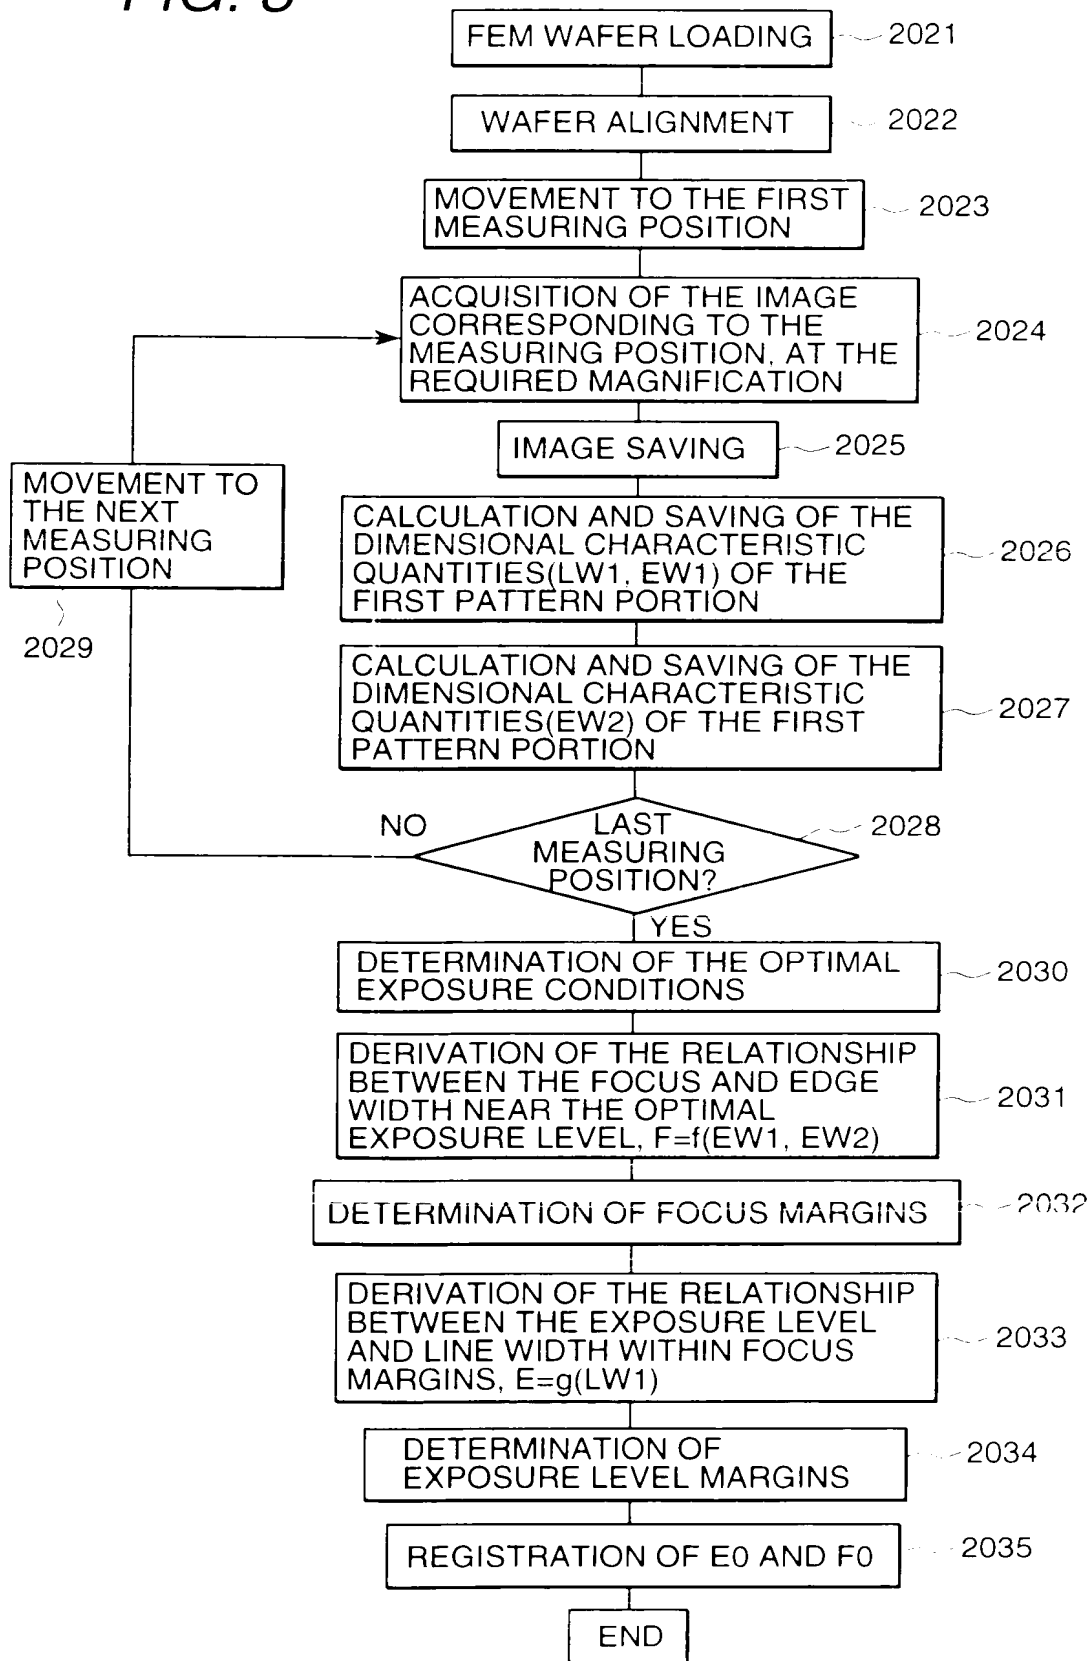 FEM WAFER LOADING
2021
WAFER ALIGNMENT
2022
MOVEMENT TO THE FIRST
MEASURING POSITION
2023
ACQUISITION OF THE IMAGE
CORRESPONDING TO THE
MEASURING POSITION, AT THE
REQUIRED MAGNIFICATION
2024
IMAGE SAVING
2025
MOVEMENT TO
THE NEXT
MEASURING
POSITION
2029
CALCULATION AND SAVING OF THE
DIMENSIONAL CHARACTERISTIC
QUANTITIES(LW1, EW1) OF THE
FIRST PATTERN PORTION
2026
CALCULATION AND SAVING OF THE
DIMENSIONAL CHARACTERISTIC
QUANTITIES(EW2) OF THE FIRST
PATTERN PORTION
2027
NO
LAST
MEASURING
POSITION?
2028
YES
DETERMINATION OF THE OPTIMAL
EXPOSURE CONDITIONS
2030
DERIVATION OF THE RELATIONSHIP
BETWEEN THE FOCUS AND EDGE
WIDTH NEAR THE OPTIMAL
EXPOSURE LEVEL, F=f(EW1, EW2)
2031
DETERMINATION OF FOCUS MARGINS
2032
DERIVATION OF THE RELATIONSHIP
BETWEEN THE EXPOSURE LEVEL
AND LINE WIDTH WITHIN FOCUS
MARGINS, E=g(LW1)
2033
DETERMINATION OF
EXPOSURE LEVEL MARGINS
2034
REGISTRATION OF E0 AND F0
2035
END